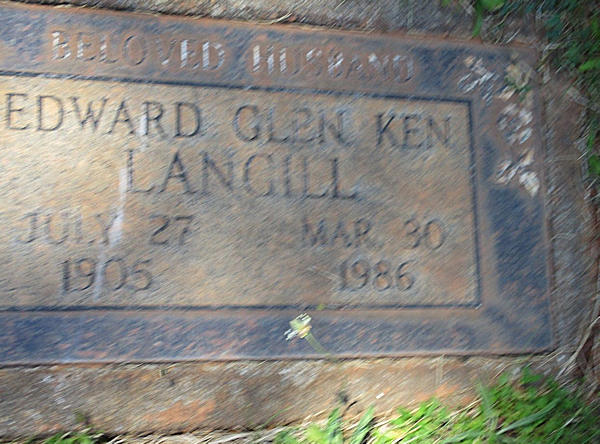 BELOVED HUSBAND
EDWARD GLEN KEN
LANGILL
JULY 27 MAR. 30
1905 1986